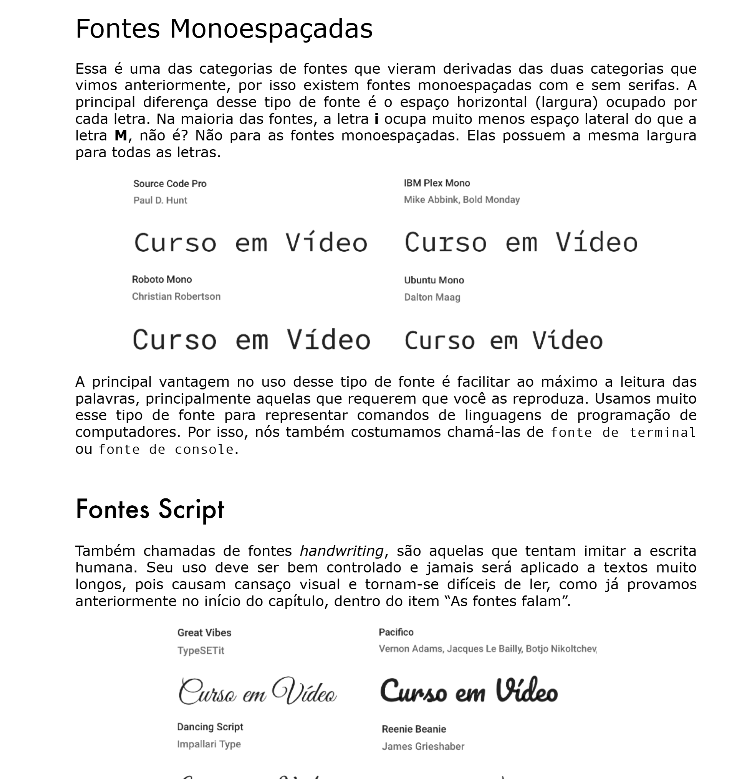 Fontes Monoespaçadas
Essa é uma das categorias de fontes que vieram derivadas das duas categorias que
vimos anteriormente, por isso existem fontes monoespaçadas com e sem serifas. A
principal diferença desse tipo de fonte é o espaço horizontal (largura) ocupado por
cada letra. Na maioria das fontes, a letra i ocupa muito menos espaço lateral do que a
letra M, não é? Não para as fontes monoespaçadas. Elas possuem a mesma largura
para todas as letras.
Source Code Pro
Paul D. Hunt
Curso em Vídeo
IBM Plex Mono
Mike Abbink, Bold Monday
Curso em Vídeo
Roboto Mono
Christian Robertson
Curso em Vídeo
Ubuntu Mono
Dalton Maag
Curso em Vídeo
A principal vantagem no uso desse tipo de fonte é facilitar ao máximo a leitura das
palavras, principalmente aquelas que requerem que você as reproduza. Usamos muito
esse tipo de fonte para representar comandos de linguagens de programação de
computadores. Por isso, nós também costumamos chamá-las de fonte de terminal
ou fonte de console.
Fontes Script
Também chamadas de fontes handwriting, são aquelas que tentam imitar a escrita
humana. Seu uso deve ser bem controlado e jamais será aplicado a textos muito
longos, pois causam cansaço visual e tornam-se difíceis de ler, como já provamos
anteriormente no início do capítulo, dentro do item “As fontes falam”.
Great Vibes
TypeSETit
Curso em Vídeo
Pacifico
Vernon Adams, Jacques Le Bailly, Botjo Nikoltchev,
Curso em Vídeo
Dancing Script
Impallari Type
Reenie Beanie
James Grieshaber